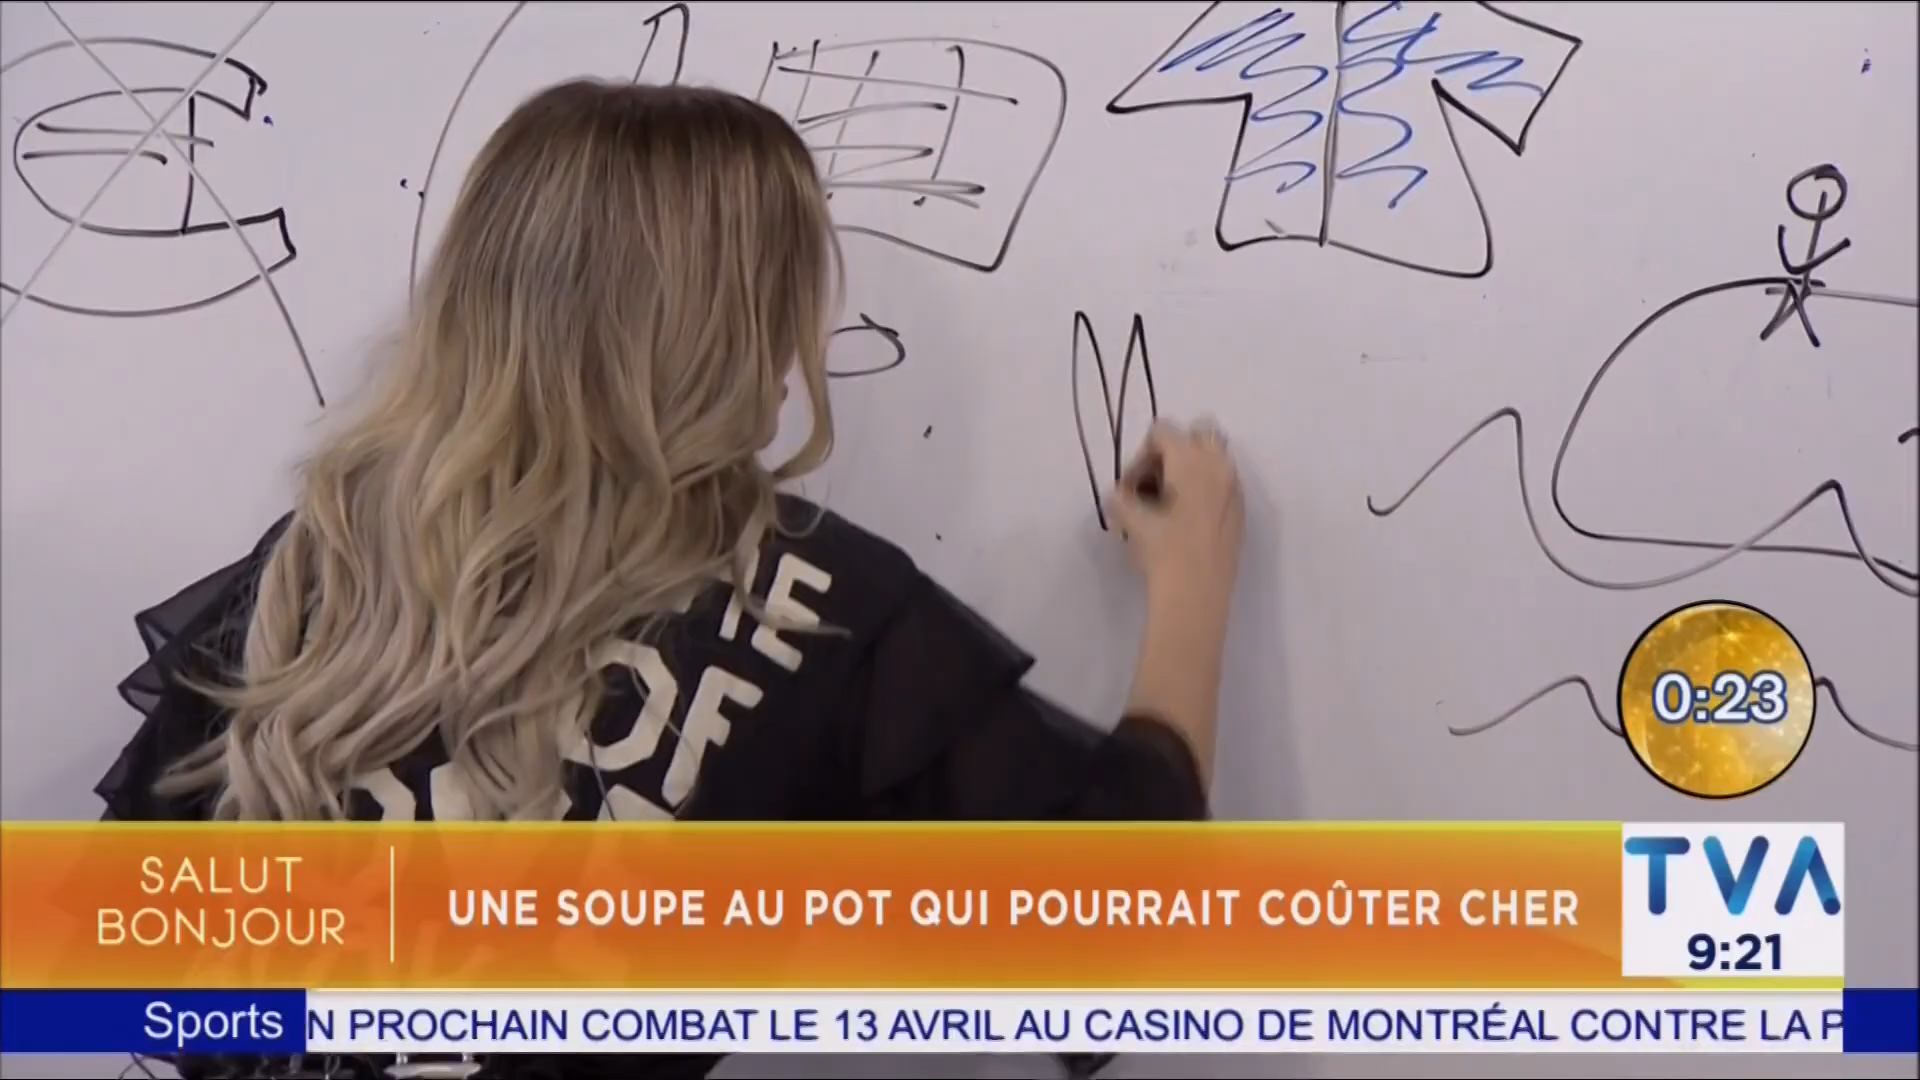 OF
0:23
SALUT
BONJOUR
UNE SOUPE AU POT QUI POURRAIT COÛTER CHER
TVA
9:21
Sports
N PROCHAIN COMBAT LE 13 AVRIL AU CASINO DE MONTRÉAL CONTRE LA P